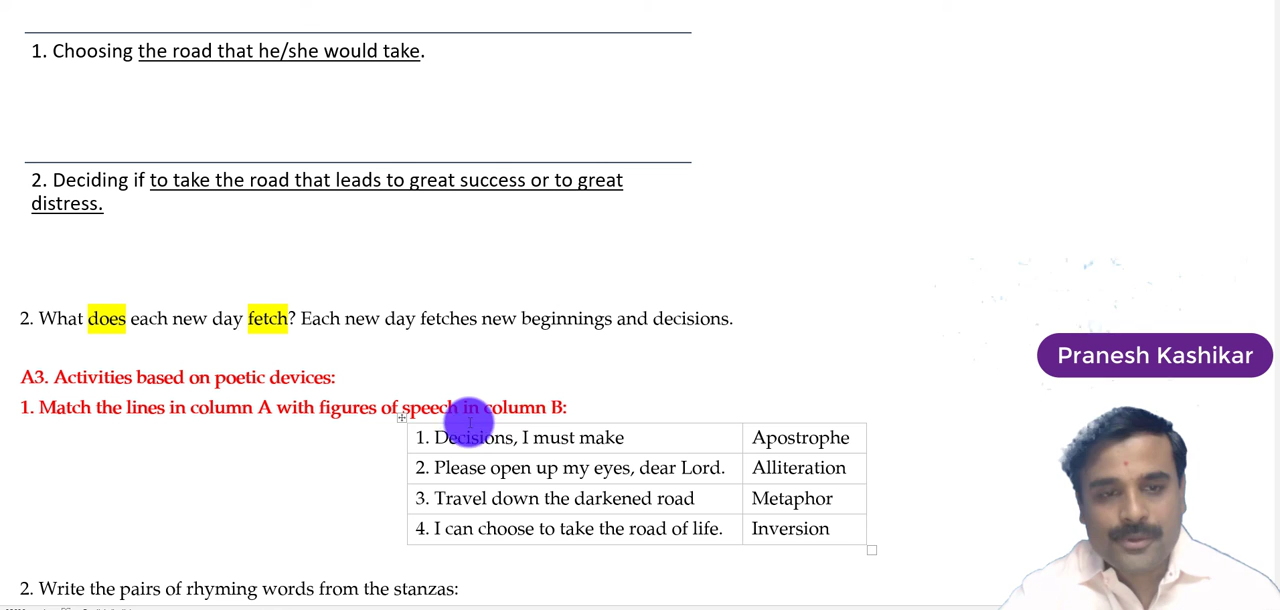 1. Choosing the road that he/she would take.
2. Deciding if to take the road that leads to great success or to great
distress.
2. What does each new day fetch? Each new day fetches new beginnings and decisions.
Pranesh Kashikar
A3. Activities based on poetic devices:
1. Match the lines in column A with figures of speech in column B:
1. Decisions, I must make Apostrophe
2. Please open up my eyes, dear Lord. Alliteration
3. Travel down the darkened road Metaphor
4. I can choose to take the road of life. Inversion
2. Write the pairs of rhyming words from the stanzas: